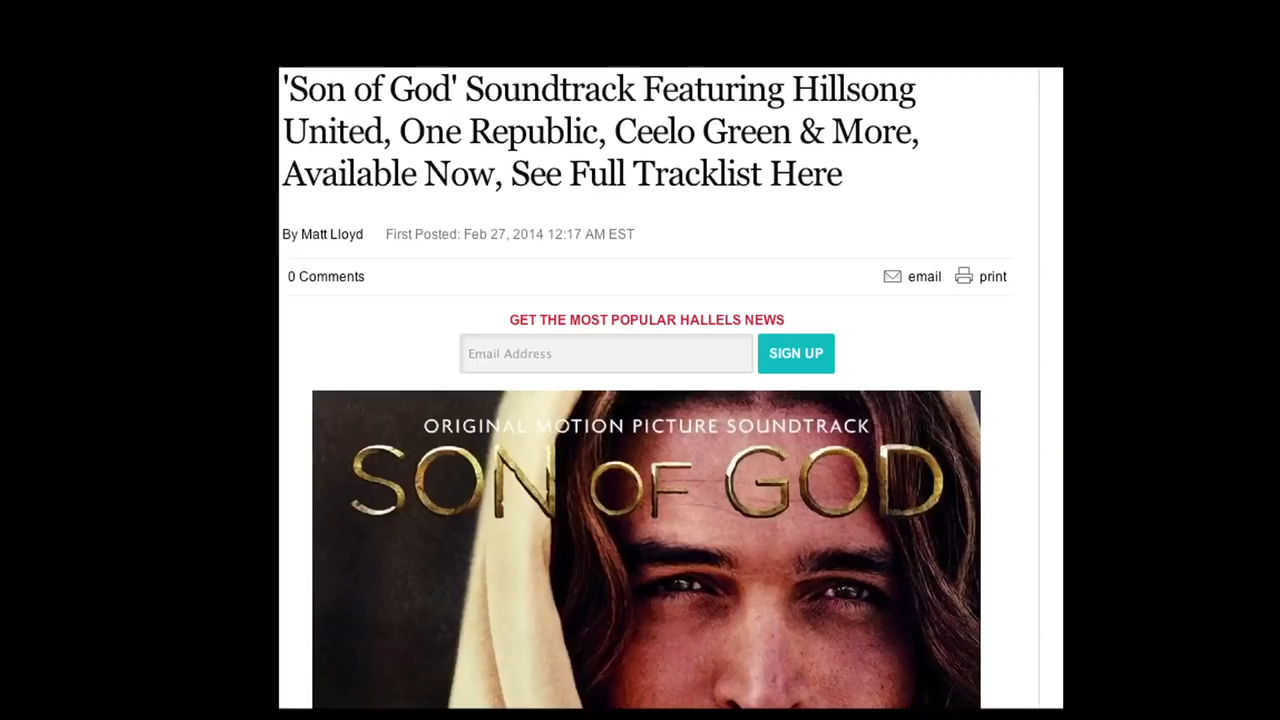 'Son of God' Soundtrack Featuring Hillsong
United, One Republic, Ceelo Green & More,
Available Now, See Full Tracklist Here
By Matt Lloyd First Posted: Feb 27, 2014 12:17 AM EST
0 Comments email print
GET THE MOST POPULAR HALLELS NEWS
Email Address SIGN UP
ORIGINAL MOTION PICTURE SOUNDTRACK
SON OF GOD